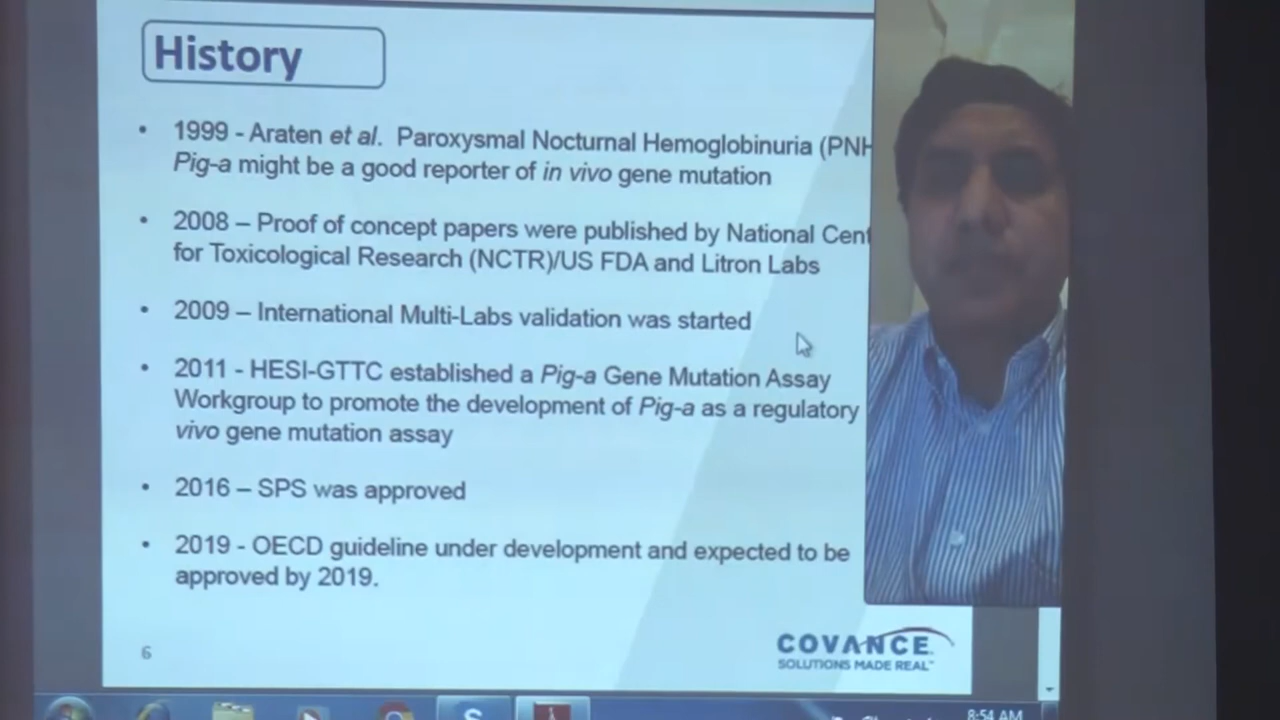 History
• 1999 - Araten et al. Paroxysmal Nocturnal Hemoglobinuria (PNH
Pig-a might be a good reporter of in vivo gene mutation
• 2008 – Proof of concept papers were published by National Cent
for Toxicological Research (NCTR)/US FDA and Litron Labs
• 2009 – International Multi-Labs validation was started
• 2011 - HESI-GTTC established a Pig-a Gene Mutation Assay
Workgroup to promote the development of Pig-a as a regulatory
vivo gene mutation assay
• 2016 – SPS was approved
• 2019 - OECD guideline under development and expected to be
approved by 2019.
6
COVANCE
SOLUTIONS MADE REAL™
8:54 AM